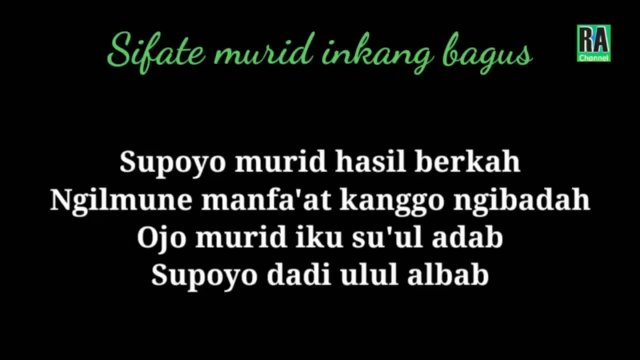 Sifate murid inkang bagus
RA
Channel
Supoyo murid hasil berkah
Ngilmune manfa'at kanggo ngibadah
Ojo murid iku su'ul adab
Supoyo dadi ulul albab